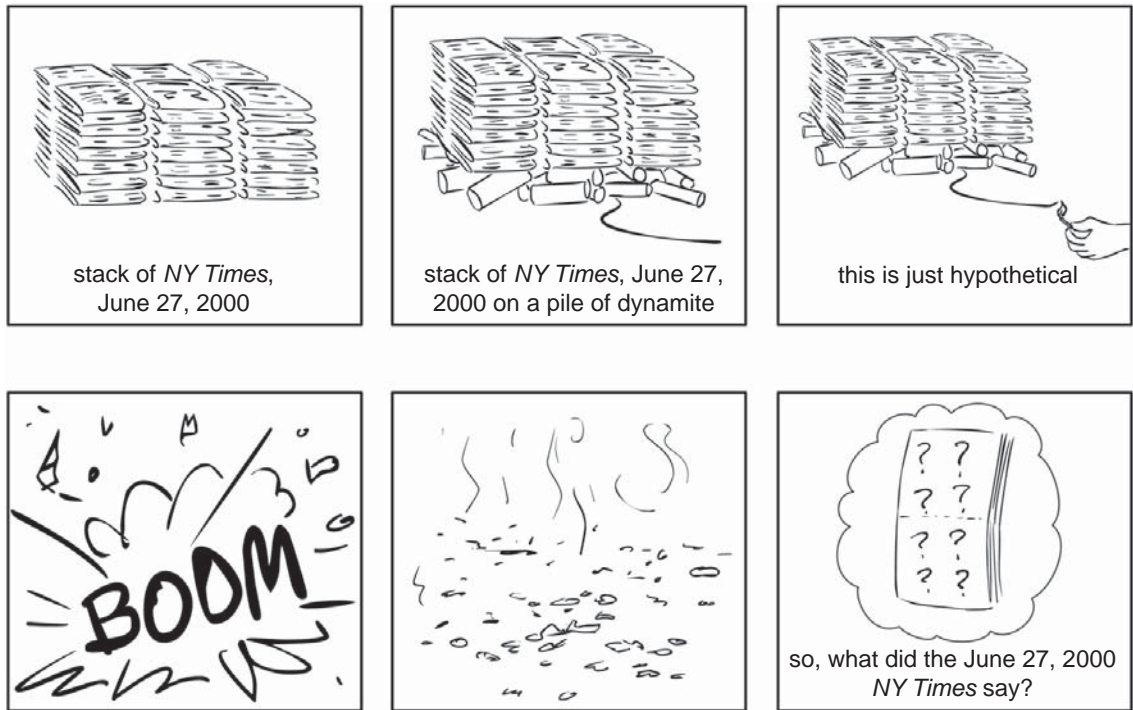 stack of NY Times,
June 27, 2000
stack of NY Times, June 27,
2000 on a pile of dynamite
this is just hypothetical
BOOM
? ?
? ?
? ?
? ?
so, what did the June 27, 2000
NY Times say?